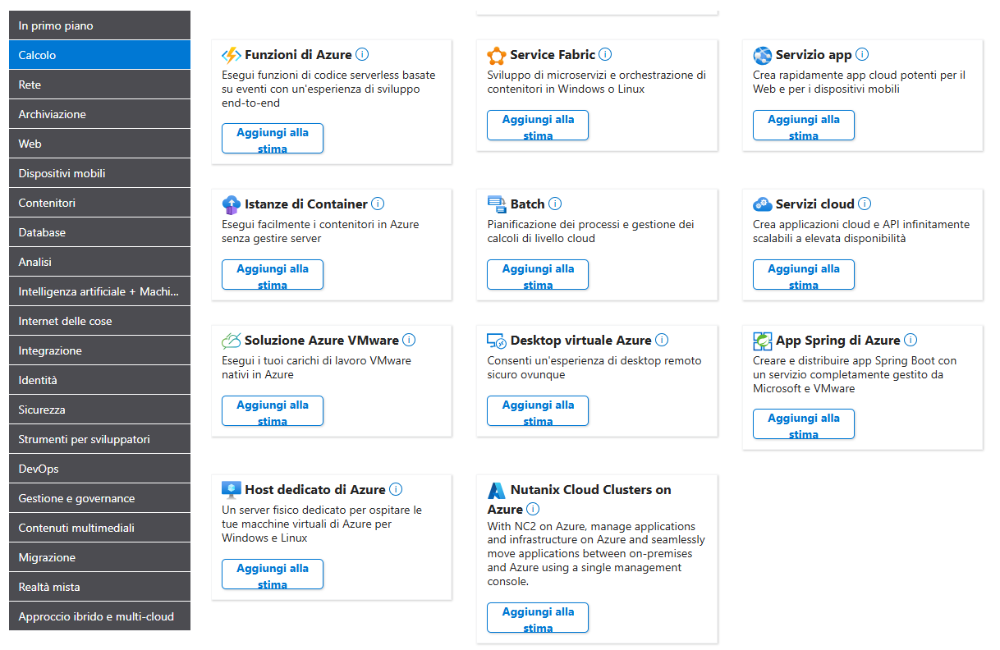 In primo piano
Calcolo
Rete
Archiviazione
Web
Dispositivi mobili
Contenitori
Database
Analisi
Intelligenza artificiale + Machi...
Internet delle cose
Integrazione
Identità
Sicurezza
Strumenti per sviluppatori
DevOps
Gestione e governance
Contenuti multimediali
Migrazione
Realtà mista
Approccio ibrido e multi-cloud
Funzioni di Azure
Esegui funzioni di codice serverless basate
su eventi con un'esperienza di sviluppo
end-to-end
Aggiungi alla
stima
Service Fabric
Sviluppo di microservizi e orchestrazione di
contenitori in Windows o Linux
Aggiungi alla
stima
Servizio app
Crea rapidamente app cloud potenti per il
Web e per i dispositivi mobili
Aggiungi alla
stima
Istanze di Container
Esegui facilmente i contenitori in Azure
senza gestire server
Aggiungi alla
stima
Batch
Pianificazione dei processi e gestione dei
calcoli di livello cloud
Aggiungi alla
stima
Servizi cloud
Crea applicazioni cloud e API infinitamente
scalabili a elevata disponibilità
Aggiungi alla
stima
Soluzione Azure VMware
Esegui i tuoi carichi di lavoro VMware
nativi in Azure
Aggiungi alla
stima
Desktop virtuale Azure
Consenti un'esperienza di desktop remoto
sicuro ovunque
Aggiungi alla
stima
App Spring di Azure
Creare e distribuire app Spring Boot con
un servizio completamente gestito da
Microsoft e VMware
Aggiungi alla
stima
Host dedicato di Azure
Un server fisico dedicato per ospitare le
tue macchine virtuali di Azure per
Windows e Linux
Aggiungi alla
stima
Nutanix Cloud Clusters on
Azure
With NC2 on Azure, manage applications
and infrastructure on Azure and seamlessly
move applications between on-premises
and Azure using a single management
console.
Aggiungi alla
stima